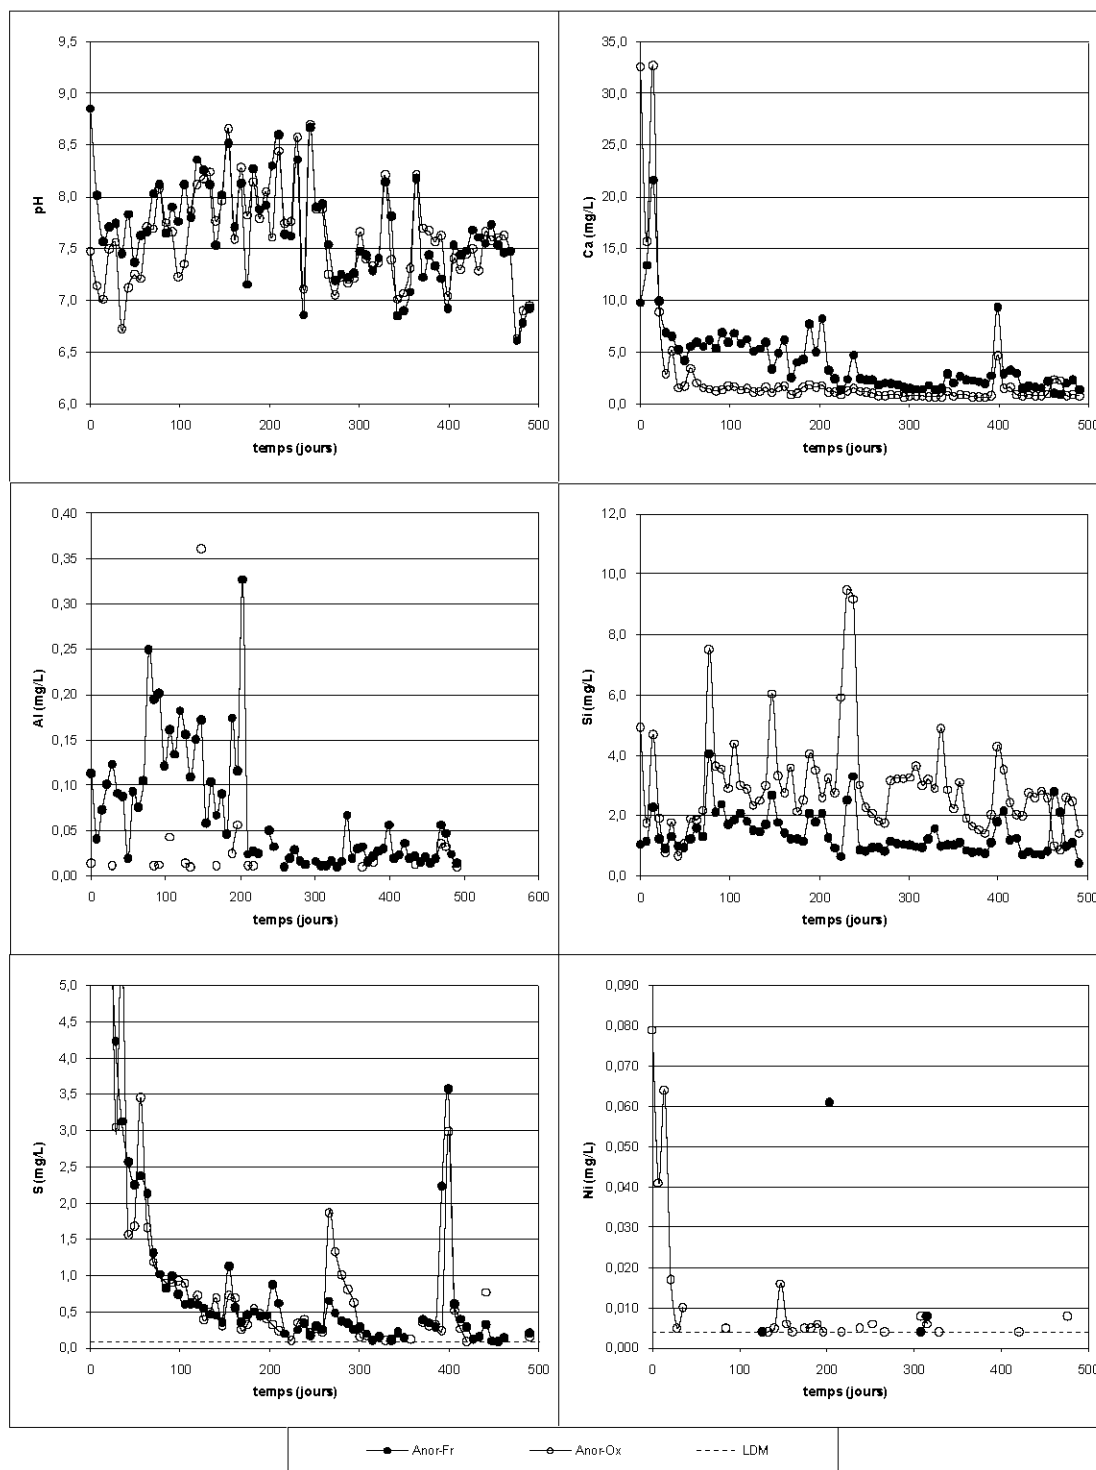 9,5
9,0
8,5
8,0
7,5
7,0
6,5
6,0
pH
0 100 200 300 400 500
temps (jours)
35,0
30,0
25,0
20,0
15,0
10,0
5,0
0,0
Ca (mg/L)
0 100 200 300 400 500
temps (jours)
0,40
0,35
0,30
0,25
0,20
0,15
0,10
0,05
0,00
Al (mg/L)
0 100 200 300 400 500 600
temps (jours)
12,0
10,0
8,0
6,0
4,0
2,0
0,0
Si (mg/L)
0 100 200 300 400 500
temps (jours)
5,0
4,5
4,0
3,5
3,0
2,5
2,0
1,5
1,0
0,5
0,0
S (mg/L)
0 100 200 300 400 500
temps (jours)
0,090
0,080
0,070
0,060
0,050
0,040
0,030
0,020
0,010
0,000
Ni (mg/L)
0 100 200 300 400 500
temps (jours)
Anor-Fr Anor-Ox LDM